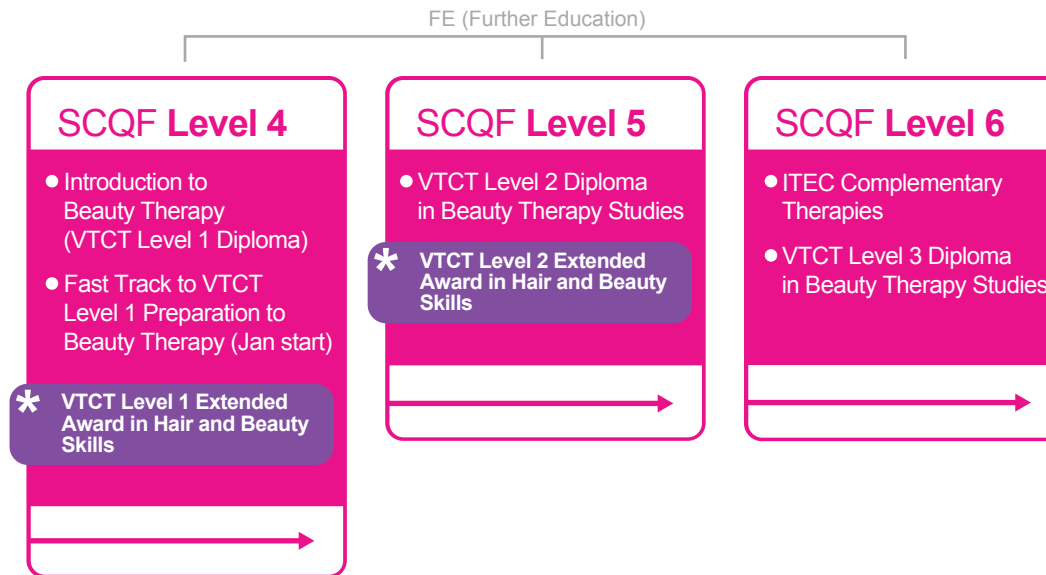 FE (Further Education)
SCQF Level 4
● Introduction to
Beauty Therapy
(VTCT Level 1 Diploma)
● Fast Track to VTCT
Level 1 Preparation to
Beauty Therapy (Jan start)
* VTCT Level 1 Extended
Award in Hair and Beauty
Skills
SCQF Level 5
● VTCT Level 2 Diploma
in Beauty Therapy Studies
* VTCT Level 2 Extended
Award in Hair and Beauty
Skills
SCQF Level 6
● ITEC Complementary
Therapies
● VTCT Level 3 Diploma
in Beauty Therapy Studies